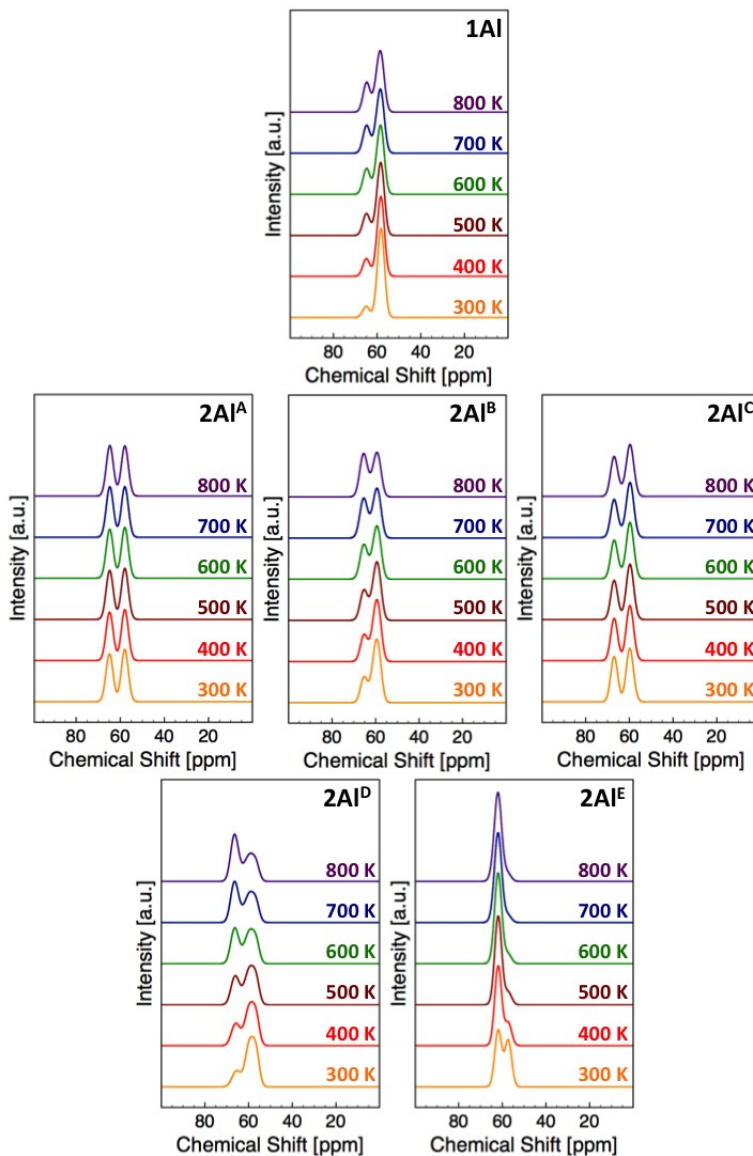 1Al
800 K
700 K
600 K
500 K
400 K
300 K
Intensity [a.u.]
80 60 40 20
Chemical Shift [ppm]
2Al^A
800 K
700 K
600 K
500 K
400 K
300 K
Intensity [a.u.]
80 60 40 20
Chemical Shift [ppm]
2Al^B
800 K
700 K
600 K
500 K
400 K
300 K
Intensity [a.u.]
80 60 40 20
Chemical Shift [ppm]
2Al^C
800 K
700 K
600 K
500 K
400 K
300 K
Intensity [a.u.]
80 60 40 20
Chemical Shift [ppm]
2Al^D
800 K
700 K
600 K
500 K
400 K
300 K
Intensity [a.u.]
80 60 40 20
Chemical Shift [ppm]
2Al^E
800 K
700 K
600 K
500 K
400 K
300 K
Intensity [a.u.]
80 60 40 20
Chemical Shift [ppm]